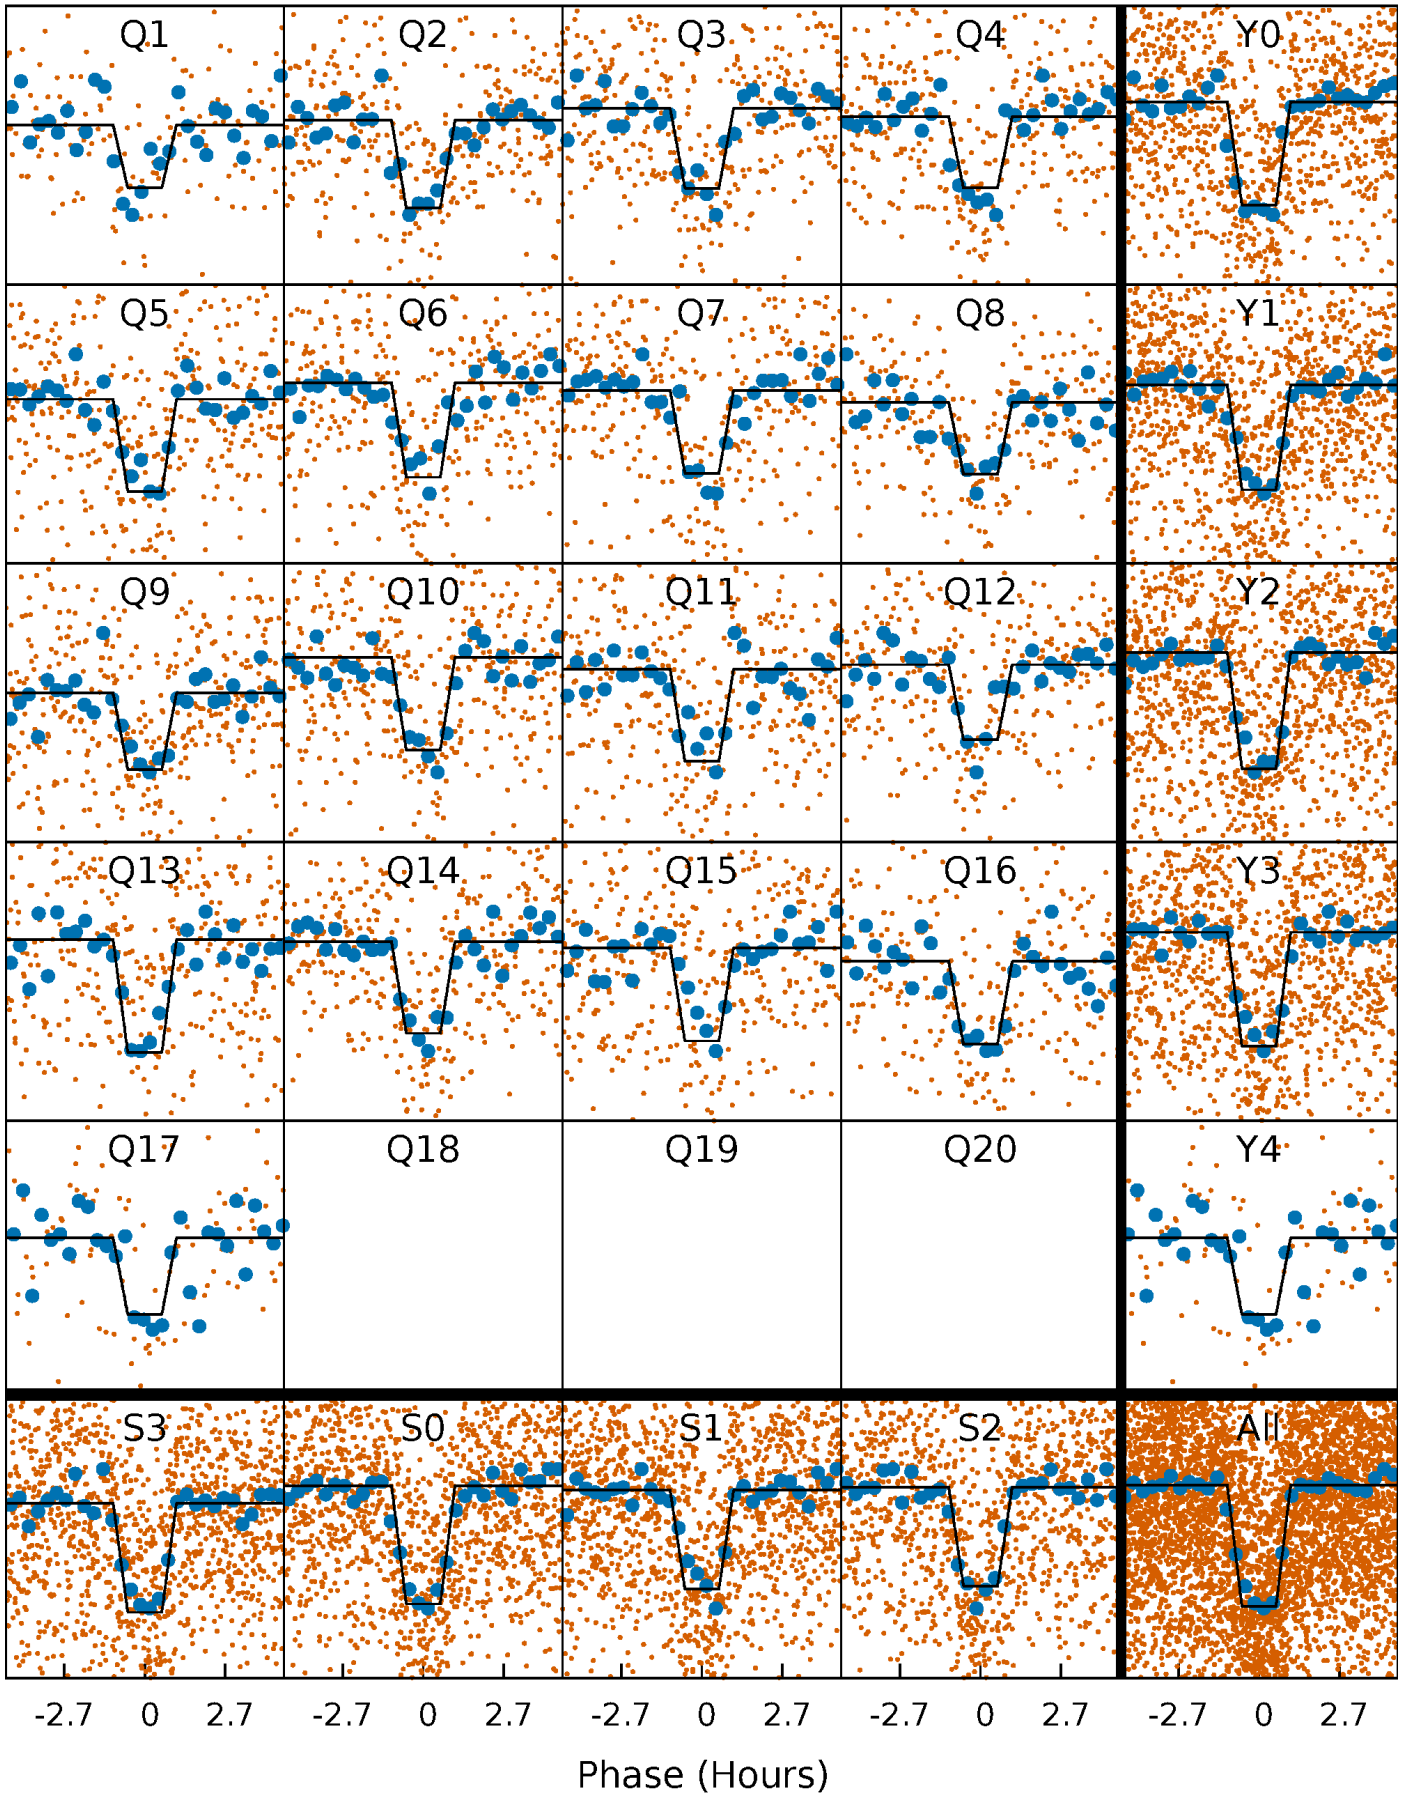 Q1 Q2 Q3 Q4 Y0
Q5 Q6 Q7 Q8 Y1
Q9 Q10 Q11 Q12 Y2
Q13 Q14 Q15 Q16 Y3
Q17 Q18 Q19 Q20 Y4
S3 S0 S1 S2 All
-2.7 0 2.7 -2.7 0 2.7 -2.7 0 2.7 -2.7 0 2.7 -2.7 0 2.7
Phase (Hours)